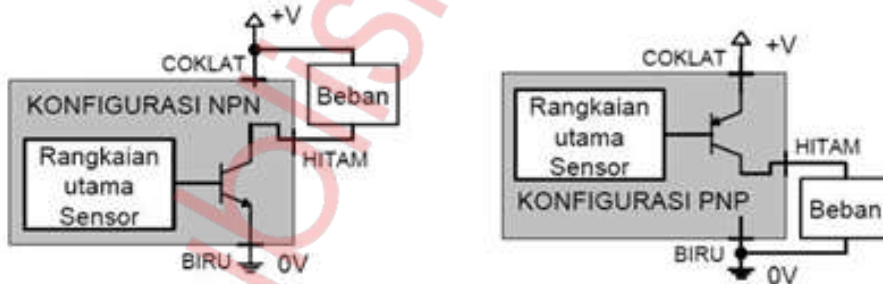 +V
COKLAT
KONFIGURASI NPN
Beban
Rangkaian
utama
Sensor
HITAM
BIRU
0V
+V
COKLAT
Rangkaian
utama
Sensor
HITAM
KONFIGURASI PNP
Beban
BIRU
0V